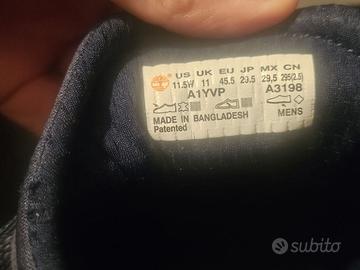 US UK EU JP MX CN
11.5W 11 45.5 29.5 29.5 295(2.5)
A1YVP A3198
MADE IN BANGLADESH MENS
Patented
subito